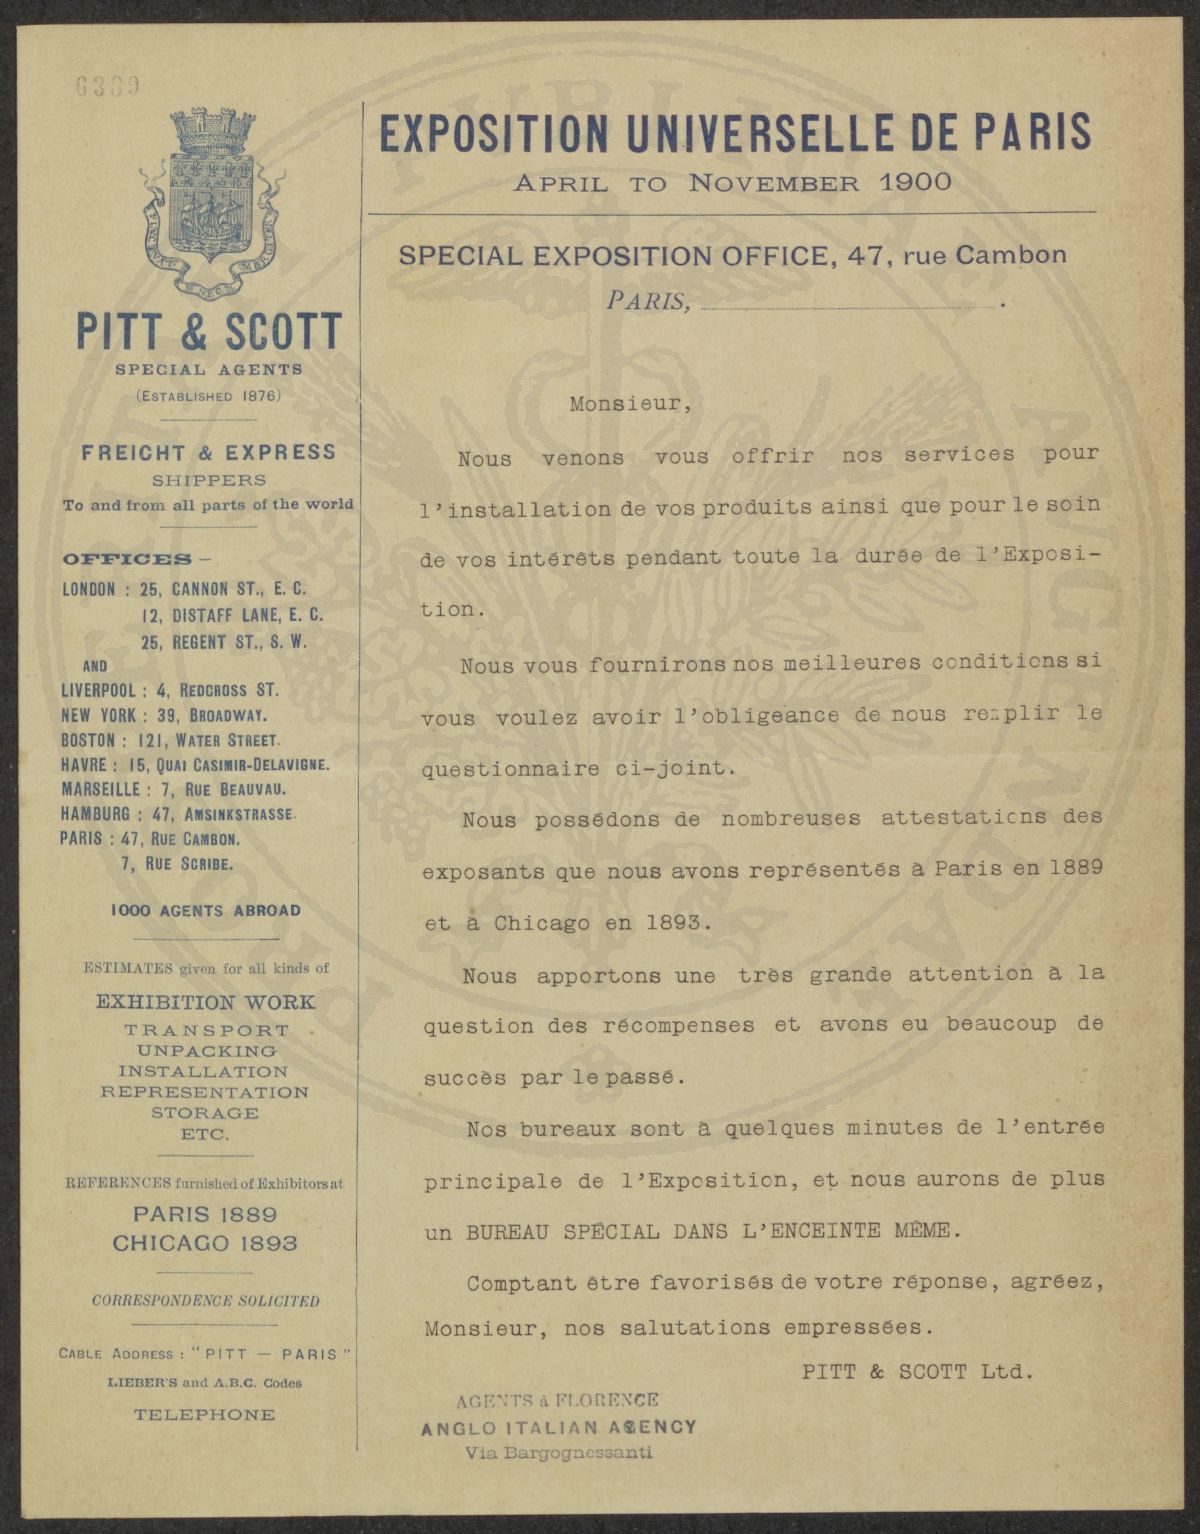 6369
EXPOSITION UNIVERSELLE DE PARIS
APRIL TO NOVEMBER 1900
SPECIAL EXPOSITION OFFICE, 47, rue Cambon
PARIS, .
NEC MERGITUR
PITT & SCOTT
SPECIAL AGENTS
(ESTABLISHED 1876)
FREIGHT & EXPRESS
SHIPPERS
To and from all parts of the world
OFFICES –
LONDON : 25, CANNON ST., E. C.
12, DISTAFF LANE, E. C.
25, REGENT ST., S. W.
AND
LIVERPOOL : 4, REDCROSS ST.
NEW YORK : 39, BROADWAY.
BOSTON : 121, WATER STREET.
HAVRE : 15, QUAI CASIMIR-DELAVIGNE.
MARSEILLE : 7, RUE BEAUVAU.
HAMBURG : 47, AMSINKSTRASSE.
PARIS : 47, RUE CAMBON.
7, RUE SCRIBE.
1000 AGENTS ABROAD
ESTIMATES given for all kinds of
EXHIBITION WORK
TRANSPORT
UNPACKING
INSTALLATION
REPRESENTATION
STORAGE
ETC.
REFERENCES furnished of Exhibitors at
PARIS 1889
CHICAGO 1893
CORRESPONDENCE SOLICITED
CABLE ADDRESS : "PITT — PARIS"
LIEBER'S and A.B.C. Codes
TELEPHONE
Monsieur,
Nous venons vous offrir nos services pour
l'installation de vos produits ainsi que pour le soin
de vos intérêts pendant toute la durée de l'Exposi-
tion.
Nous vous fournirons nos meilleures conditions si
vous voulez avoir l'obligeance de nous remplir le
questionnaire ci-joint.
Nous possédons de nombreuses attestations des
exposants que nous avons représentés à Paris en 1889
et à Chicago en 1893.
Nous apportons une très grande attention à la
question des récompenses et avons eu beaucoup de
succès par le passé.
Nos bureaux sont à quelques minutes de l'entrée
principale de l'Exposition, et nous aurons de plus
un BUREAU SPÉCIAL DANS L'ENCEINTE MÊME.
Comptant être favorisés de votre réponse, agréez,
Monsieur, nos salutations empressées.
PITT & SCOTT Ltd.
AGENTS à FLORENCE
ANGLO ITALIAN AGENCY
Via Bargognessanti